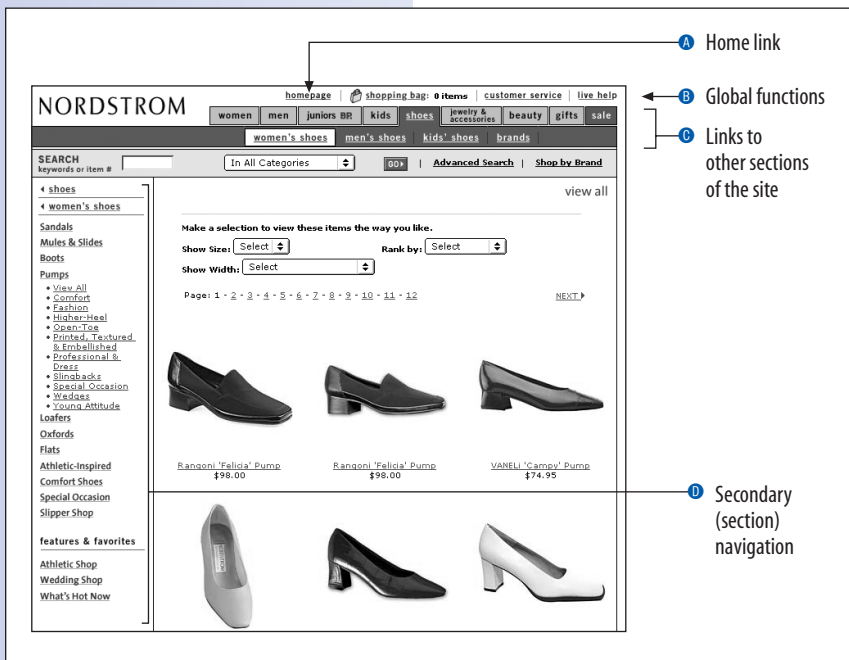 A Home link
homepage | shopping bag: 0 items | customer service | live help
B Global functions
NORDSTROM
women men juniors BP. kids shoes jewelry & accessories beauty gifts sale
C Links to
other sections
of the site
women's shoes men's shoes kids' shoes brands
SEARCH
keywords or item #
In All Categories GO | Advanced Search | Shop by Brand
shoes
women's shoes
view all
Sandals
Mules & Slides
Boots
Pumps
• View All
• Comfort
• Fashion
• Higher-Heel
• Open-Toe
• Printed, Textured
& Embellished
• Professional &
Dress
• Slingbacks
• Special Occasion
• Wedges
• Young Attitude
Loafers
Oxfords
Flats
Athletic-Inspired
Comfort Shoes
Special Occasion
Slipper Shop
features & favorites
Athletic Shop
Wedding Shop
What's Hot Now
Make a selection to view these items the way you like.
Show Size: Select Rank by: Select
Show Width: Select
Page: 1 - 2 - 3 - 4 - 5 - 6 - 7 - 8 - 9 - 10 - 11 - 12 NEXT
Rangoni 'Felicia' Pump
$98.00
Rangoni 'Felicia' Pump
$98.00
VANELi 'Campy' Pump
$74.95
D Secondary
(section)
navigation